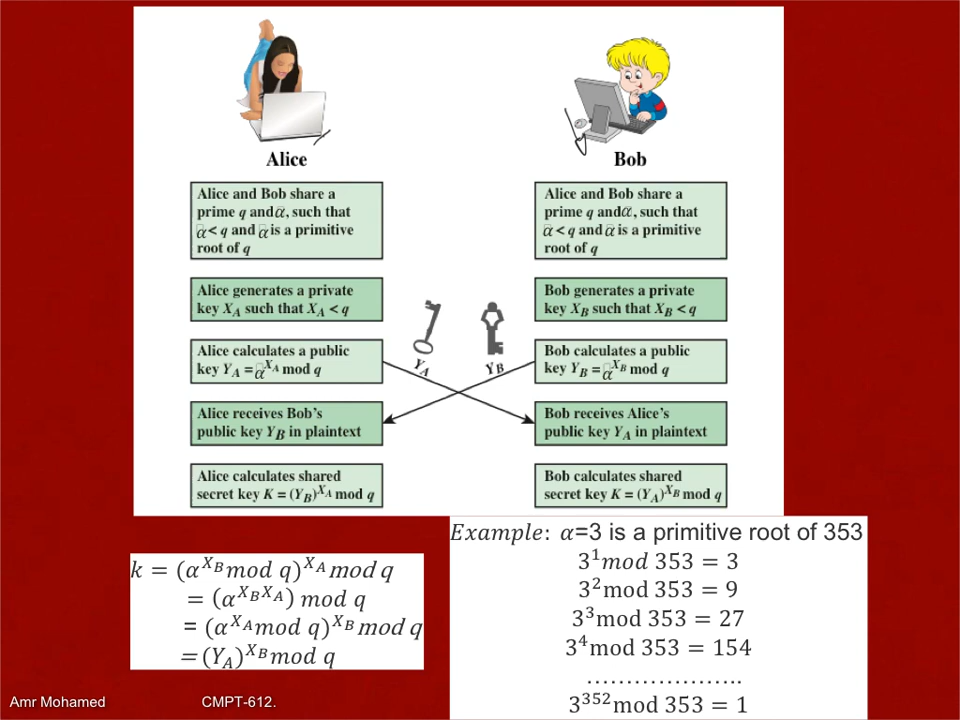 Alice
Bob
Alice and Bob share a
prime q and α, such that
α < q and α is a primitive
root of q
Alice and Bob share a
prime q and α, such that
α < q and α is a primitive
root of q
Alice generates a private
key X_A such that X_A < q
Bob generates a private
key X_B such that X_B < q
Alice calculates a public
key Y_A = α^{X_A} mod q
Y_A
Y_B
Bob calculates a public
key Y_B = α^{X_B} mod q
Alice receives Bob's
public key Y_B in plaintext
Bob receives Alice's
public key Y_A in plaintext
Alice calculates shared
secret key K = (Y_B)^{X_A} mod q
Bob calculates shared
secret key K = (Y_A)^{X_B} mod q
k = (α^{X_B} mod q)^{X_A} mod q
= (α^{X_B X_A}) mod q
= (α^{X_A} mod q)^{X_B} mod q
= (Y_A)^{X_B} mod q
Example: α=3 is a primitive root of 353
3^1 mod 353 = 3
3^2 mod 353 = 9
3^3 mod 353 = 27
3^4 mod 353 = 154
………………..
3^{352} mod 353 = 1
Amr Mohamed
CMPT-612.